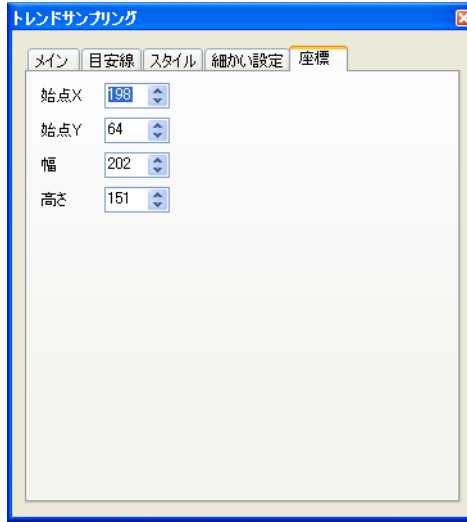 トレンドサンプリング
メイン 目安線 スタイル 細かい設定 座標
始点X 198
始点Y 64
幅 202
高さ 151